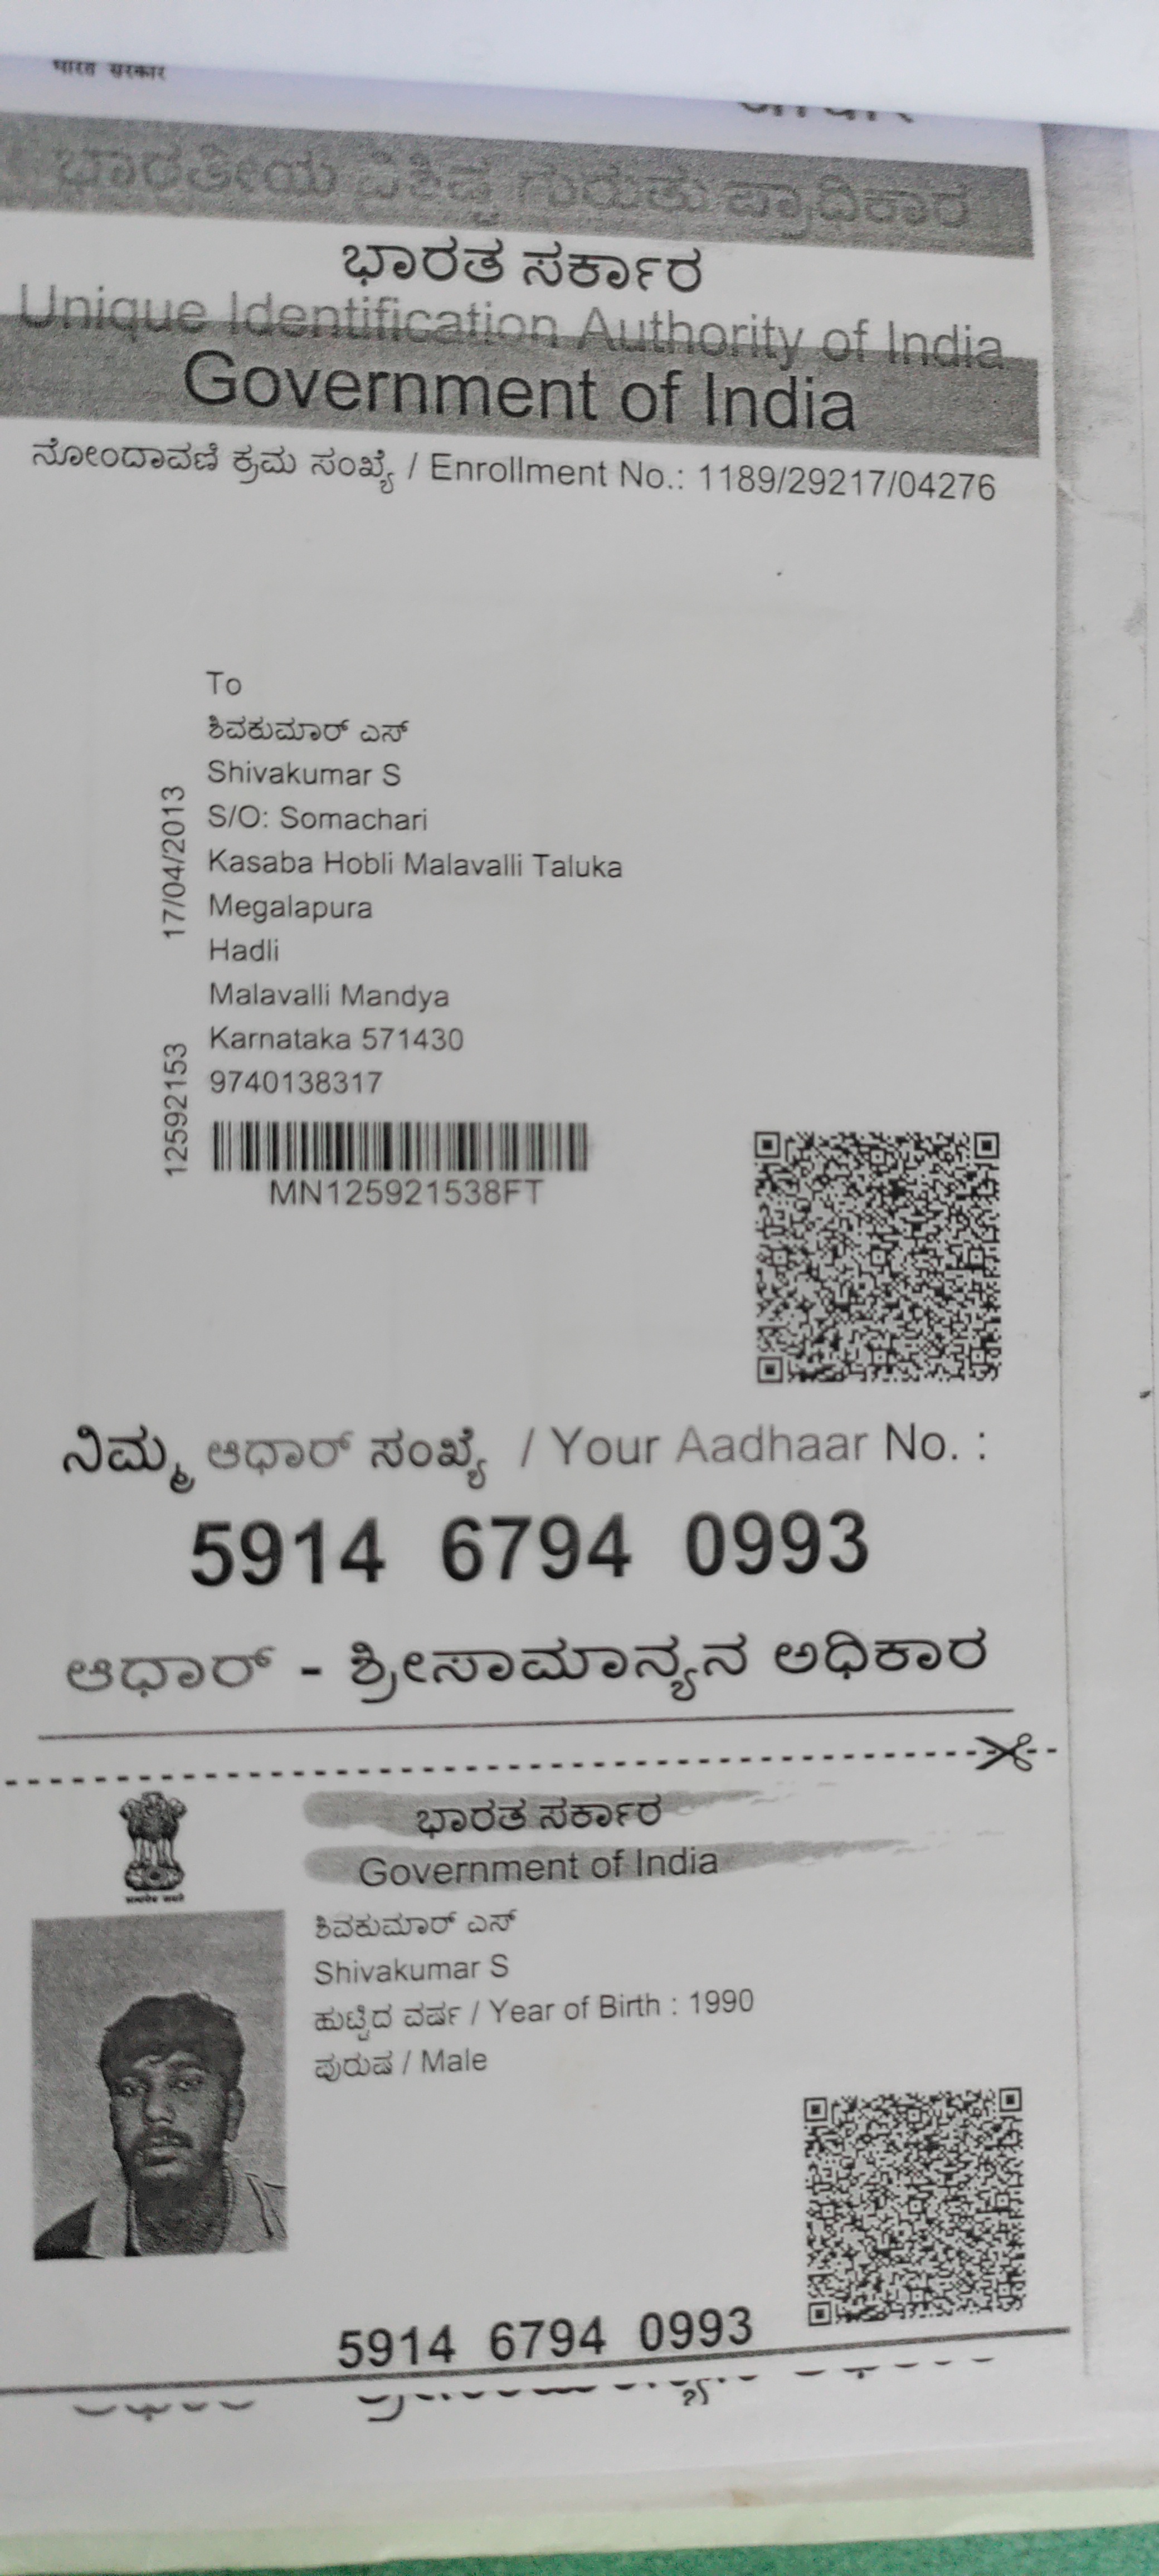 भारत सरकार
ಭಾರತೀಯ ವಿಶಿಷ್ಟ ಗುರುತು ಪ್ರಾಧಿಕಾರ
ಭಾರತ ಸರ್ಕಾರ
Unique Identification Authority of India
Government of India
ನೋಂದಾವಣಿ ಕ್ರಮ ಸಂಖ್ಯೆ / Enrollment No.: 1189/29217/04276
To
ಶಿವಕುಮಾರ್ ಎಸ್
Shivakumar S
S/O: Somachari
Kasaba Hobli Malavalli Taluka
Megalapura
Hadli
Malavalli Mandya
Karnataka 571430
9740138317
17/04/2013
12592153
MN125921538FT
ನಿಮ್ಮ ಆಧಾರ್ ಸಂಖ್ಯೆ / Your Aadhaar No. :
5914 6794 0993
ಆಧಾರ್ - ಶ್ರೀಸಾಮಾನ್ಯನ ಅಧಿಕಾರ
ಭಾರತ ಸರ್ಕಾರ
Government of India
ಶಿವಕುಮಾರ್ ಎಸ್
Shivakumar S
ಹುಟ್ಟಿದ ವರ್ಷ / Year of Birth : 1990
ಪುರುಷ / Male
5914 6794 0993